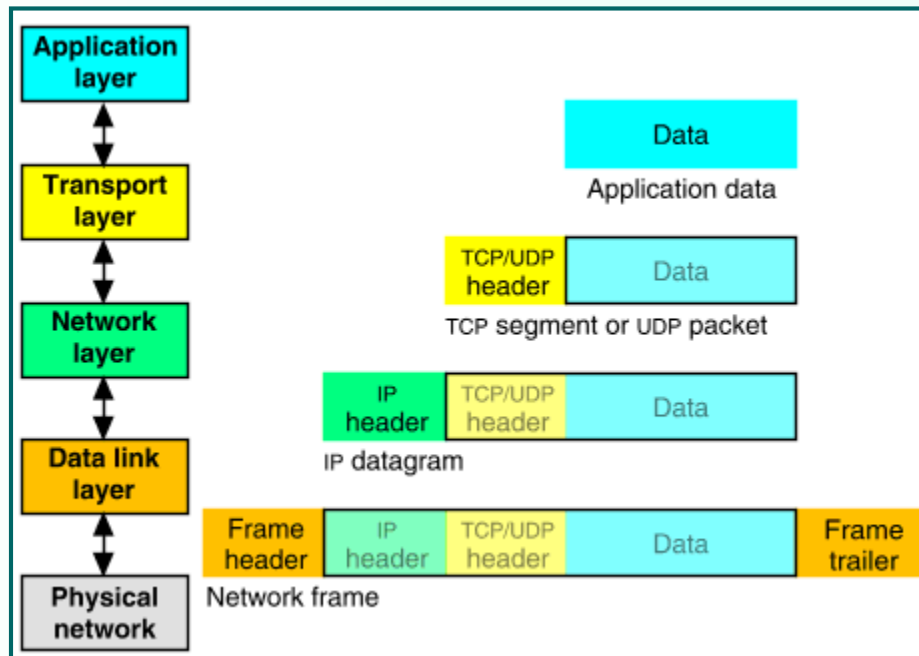 Application
layer
Data
Application data
Transport
layer
TCP/UDP
header
Data
TCP segment or UDP packet
Network
layer
IP
header
TCP/UDP
header
Data
IP datagram
Data link
layer
Frame
header
IP
header
TCP/UDP
header
Data
Frame
trailer
Network frame
Physical
network